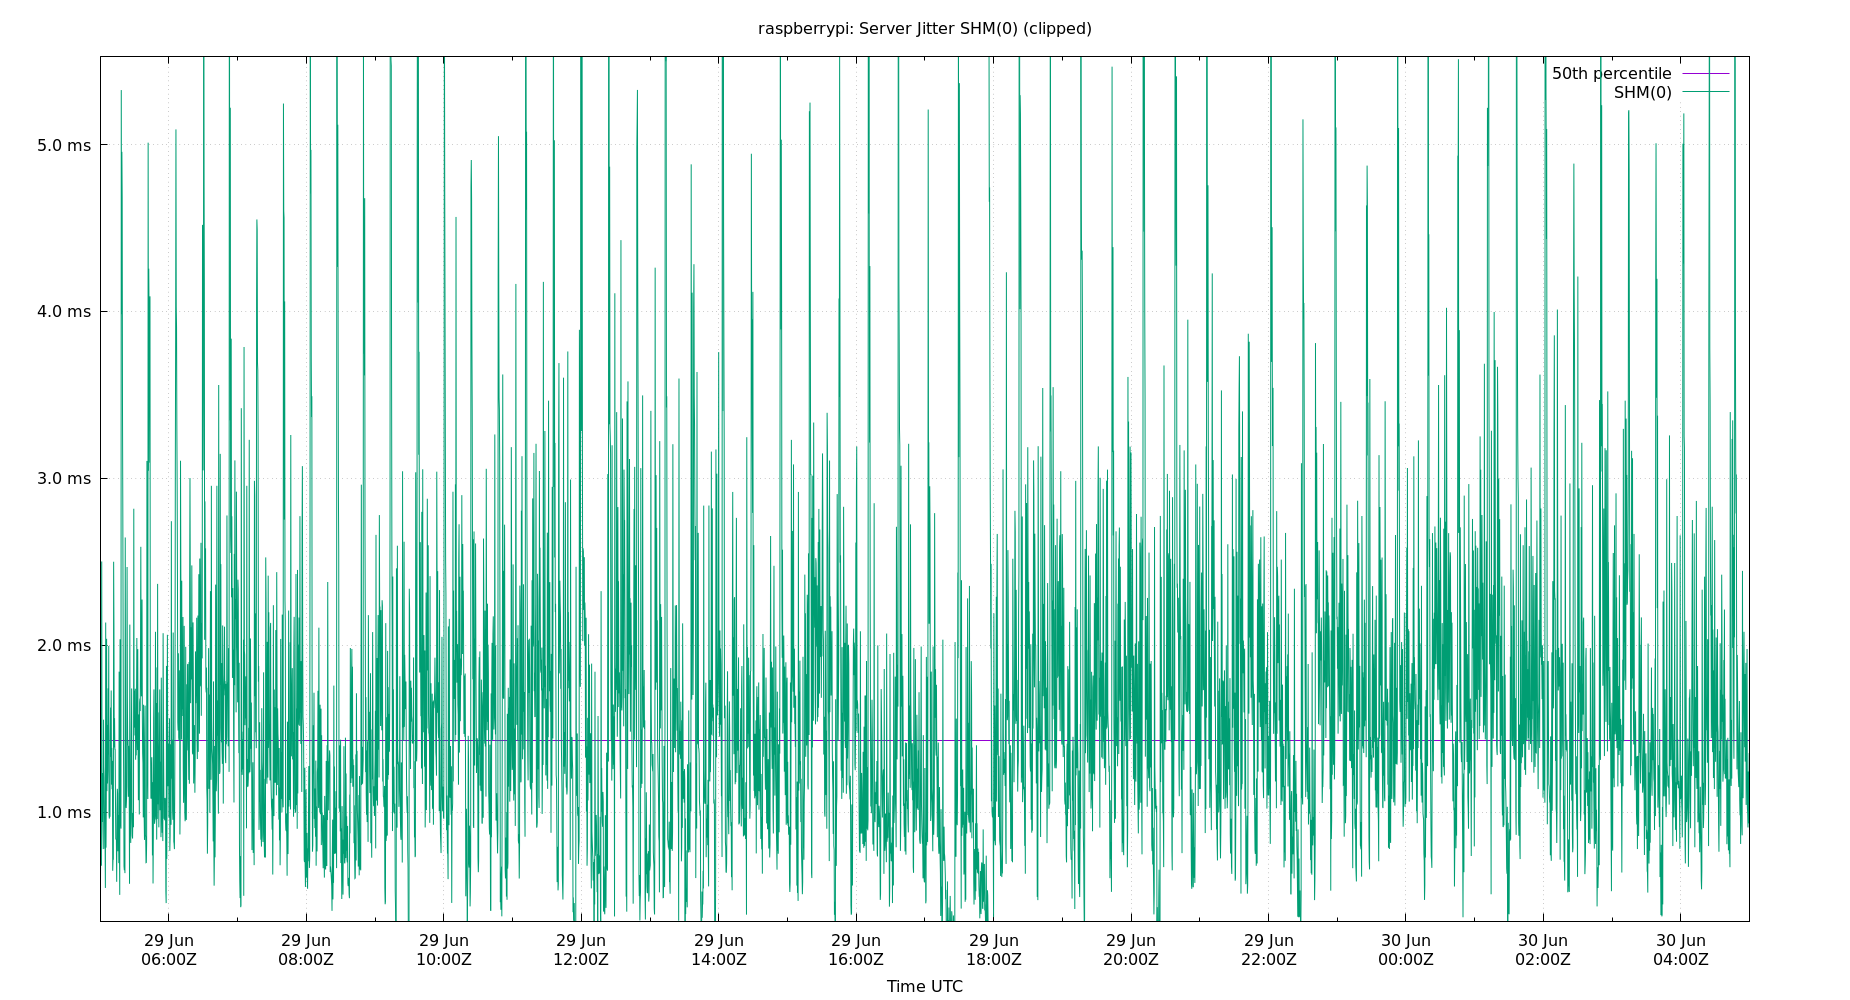 raspberrypi: Server Jitter SHM(0) (clipped)
50th percentile
SHM(0)
5.0 ms
4.0 ms
3.0 ms
2.0 ms
1.0 ms
29 Jun 29 Jun 29 Jun 29 Jun 29 Jun 29 Jun 29 Jun 29 Jun 29 Jun 30 Jun 30 Jun 30 Jun
06:00Z 08:00Z 10:00Z 12:00Z 14:00Z 16:00Z 18:00Z 20:00Z 22:00Z 00:00Z 02:00Z 04:00Z
Time UTC